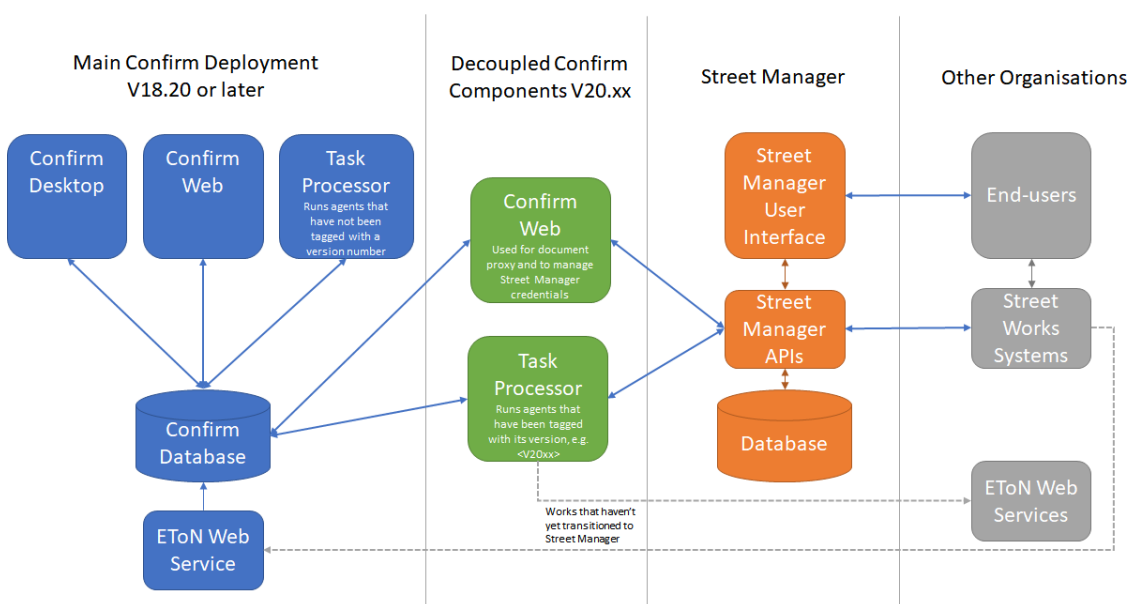 Main Confirm Deployment
V18.20 or later
Decoupled Confirm
Components V20.xx
Street Manager
Other Organisations
Confirm
Desktop
Confirm
Web
Task
Processor
Runs agents that
have not been
tagged with a
version number
Confirm
Web
Used for document
proxy and to manage
Street Manager
credentials
Street
Manager
User
Interface
End-users
Street
Manager
APIs
Street
Works
Systems
Task
Processor
Runs agents that
have been tagged
with its version, e.g.
<V20xx>
Confirm
Database
Database
EToN Web
Services
Works that haven't
yet transitioned to
Street Manager
EToN Web
Service